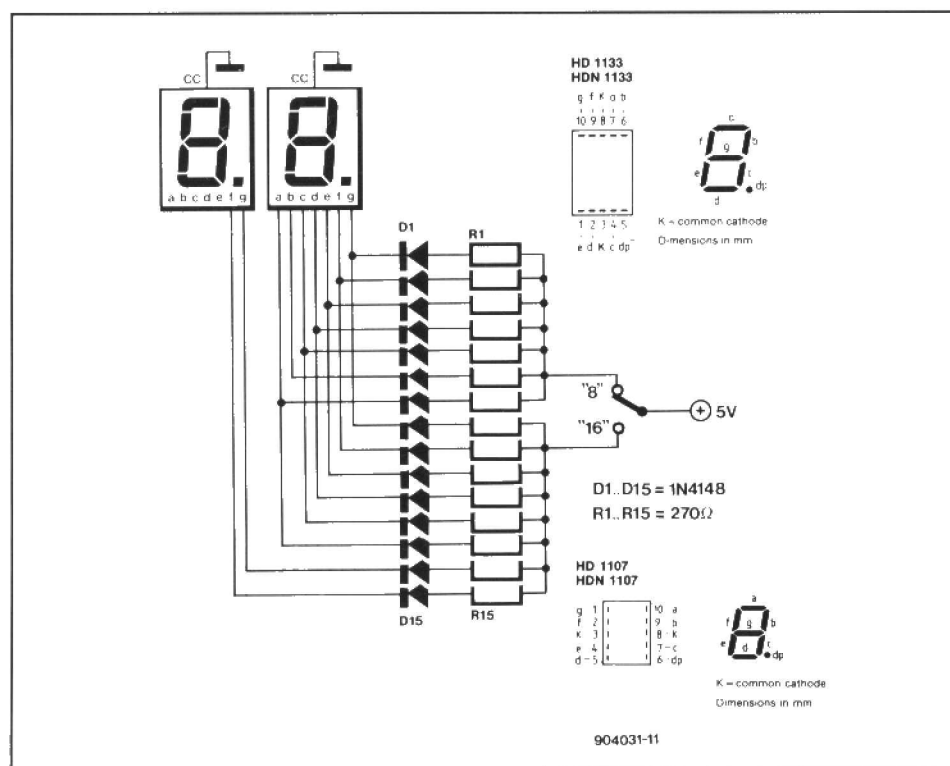 CC CC
a b c d e f g a b c d e f g
D1 R1
"8"
"16"
5V
D1..D15 = 1N4148
R1..R15 = 270Ω
D15 R15
HD 1133
HDN 1133
g f K a b
10 9 8 7 6
1 2 3 4 5
e d K c dp
c
f g b
e c
dp
d
K = common cathode
Dimensions in mm
HD 1107
HDN 1107
g 1 10 a
f 2 9 b
K 3 8 - k
e 4 7 - c
d - 5 6 - dp
a
f g b
e d c
dp
K = common cathode
Dimensions in mm
904031-11